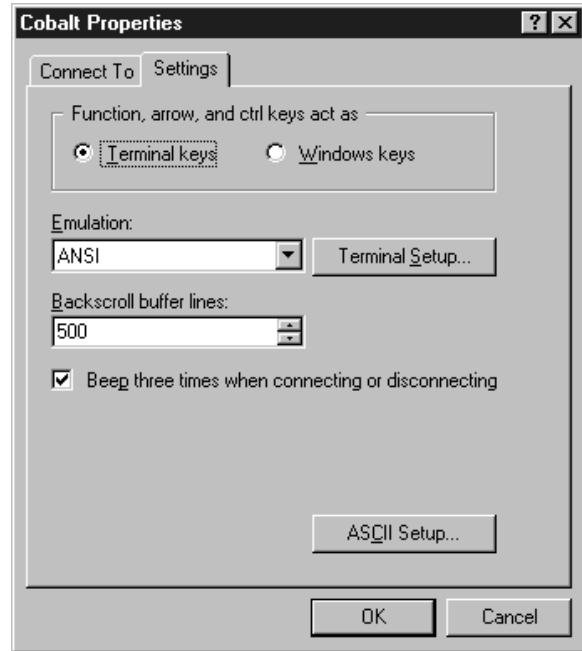 Cobalt Properties
Connect To Settings
Function, arrow, and ctrl keys act as
Terminal keys Windows keys
Emulation:
ANSI Terminal Setup...
Backscroll buffer lines:
500
Beep three times when connecting or disconnecting
ASCII Setup...
OK Cancel